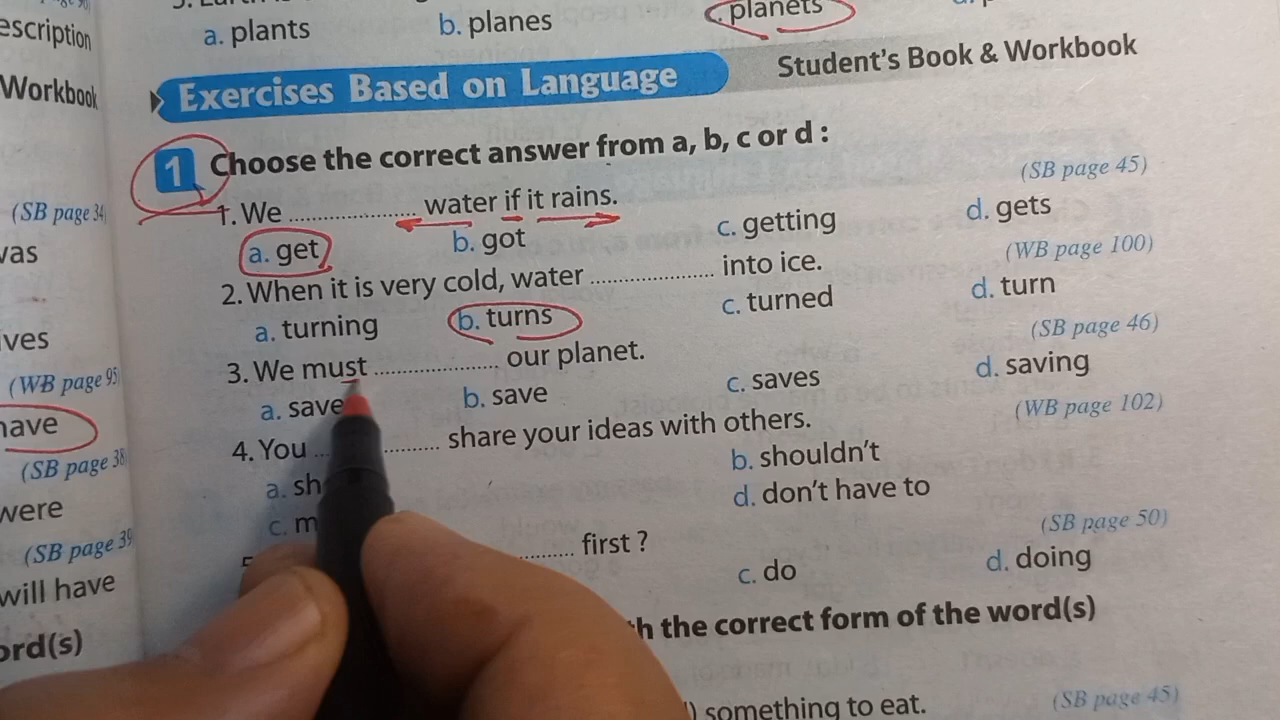 escription
Workbook
(SB page 34
vas
ives
(WB page 95
have
(SB page 38
were
(SB page 39
will have
ord(s)
a. plants b. planes c. planets
Exercises Based on Language Student's Book & Workbook
1 Choose the correct answer from a, b, c or d :
1. We .................... water if it rains. (SB page 45)
a. get b. got c. getting d. gets
2. When it is very cold, water .................... into ice. (WB page 100)
a. turning b. turns c. turned d. turn
3. We must .................... our planet. (SB page 46)
a. save b. save c. saves d. saving
4. You .................... share your ideas with others. (WB page 102)
a. sh b. shouldn't
c. m d. don't have to
.......... first ? (SB page 50)
c. do d. doing
h the correct form of the word(s)
) something to eat. (SB page 45)